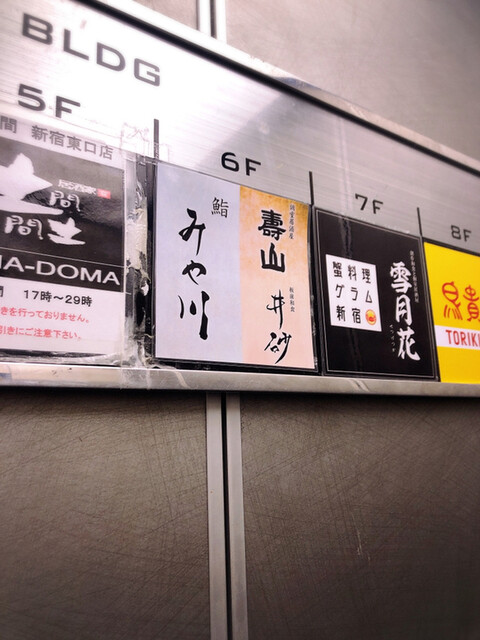 BLDG
5F
間 新宿東口店
土間
土間
MA-DOMA
間 17時〜29時
きを行っておりません。
引きにご注意下さい。
6F
鮨
みや川
壽山
井砂
7F
蟹料理
グラム
新宿
雪月花
8F
鳥貴
TORIKI